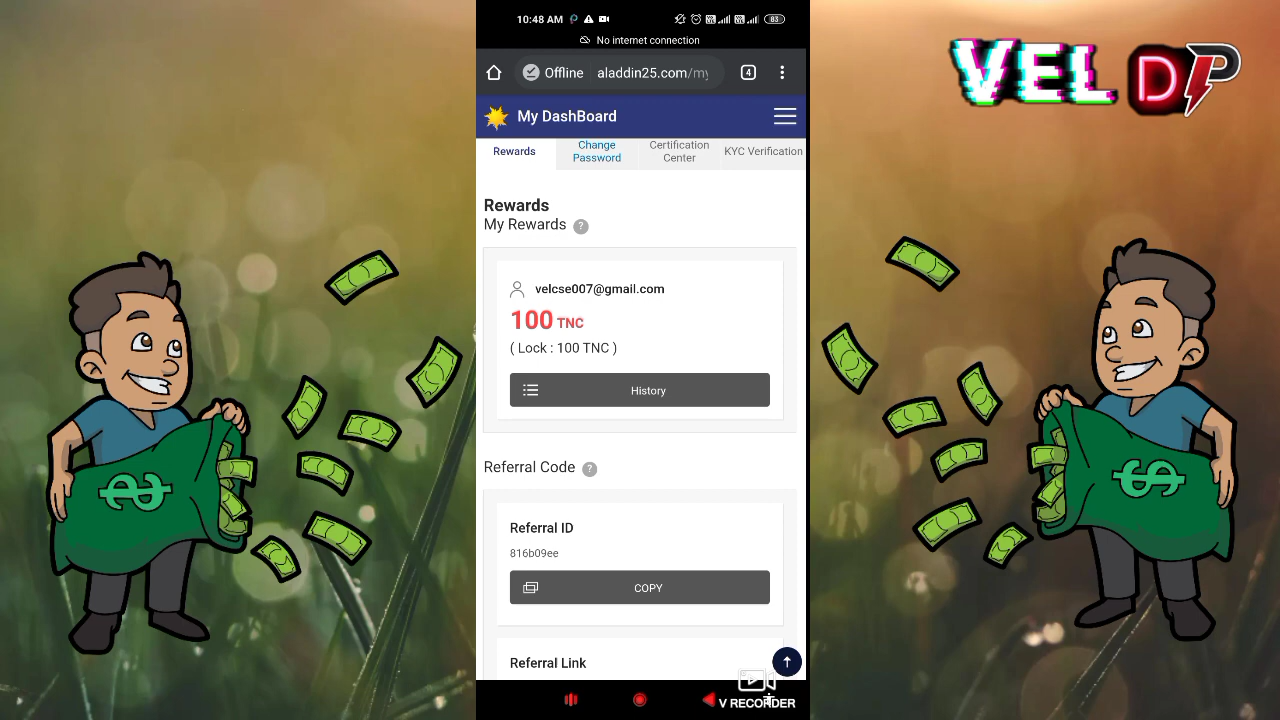 10:48 AM
83
No internet connection
Offline aladdin25.com/my
4
VEL DP
My DashBoard
Rewards
Change
Password
Certification
Center
KYC Verification
Rewards
My Rewards ?
velcse007@gmail.com
100 TNC
( Lock : 100 TNC )
History
Referral Code ?
Referral ID
816b09ee
COPY
Referral Link
V RECORDER
$
$